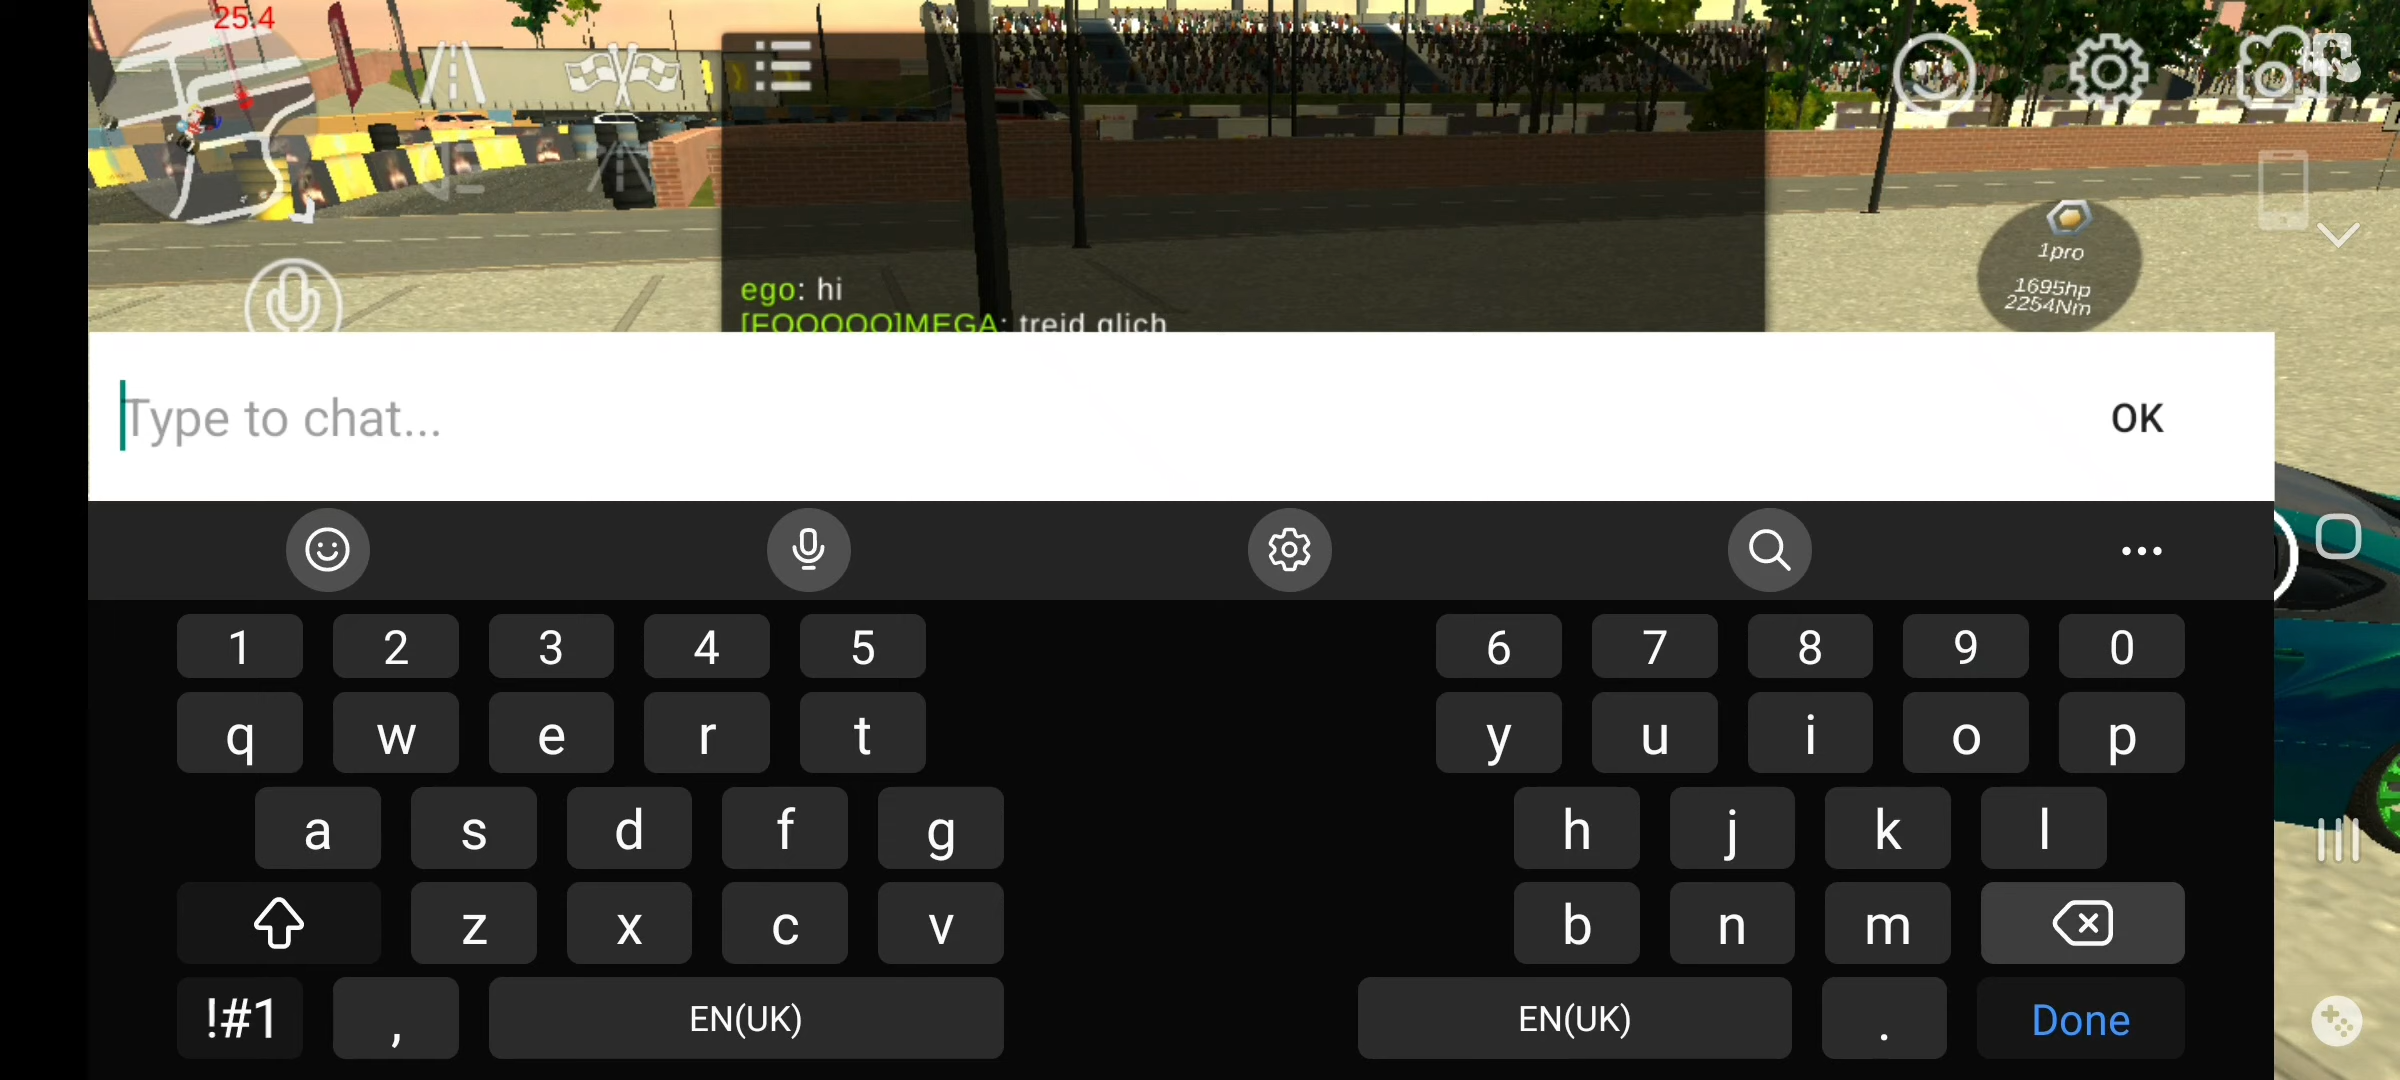 25.4
1pro
1695hp
2254Nm
ego: hi
[FOOOOO]MEGA: treid glich
Type to chat...
OK
1 2 3 4 5 6 7 8 9 0
q w e r t y u i o p
a s d f g h j k l
z x c v b n m
!#1 , EN(UK) EN(UK) . Done